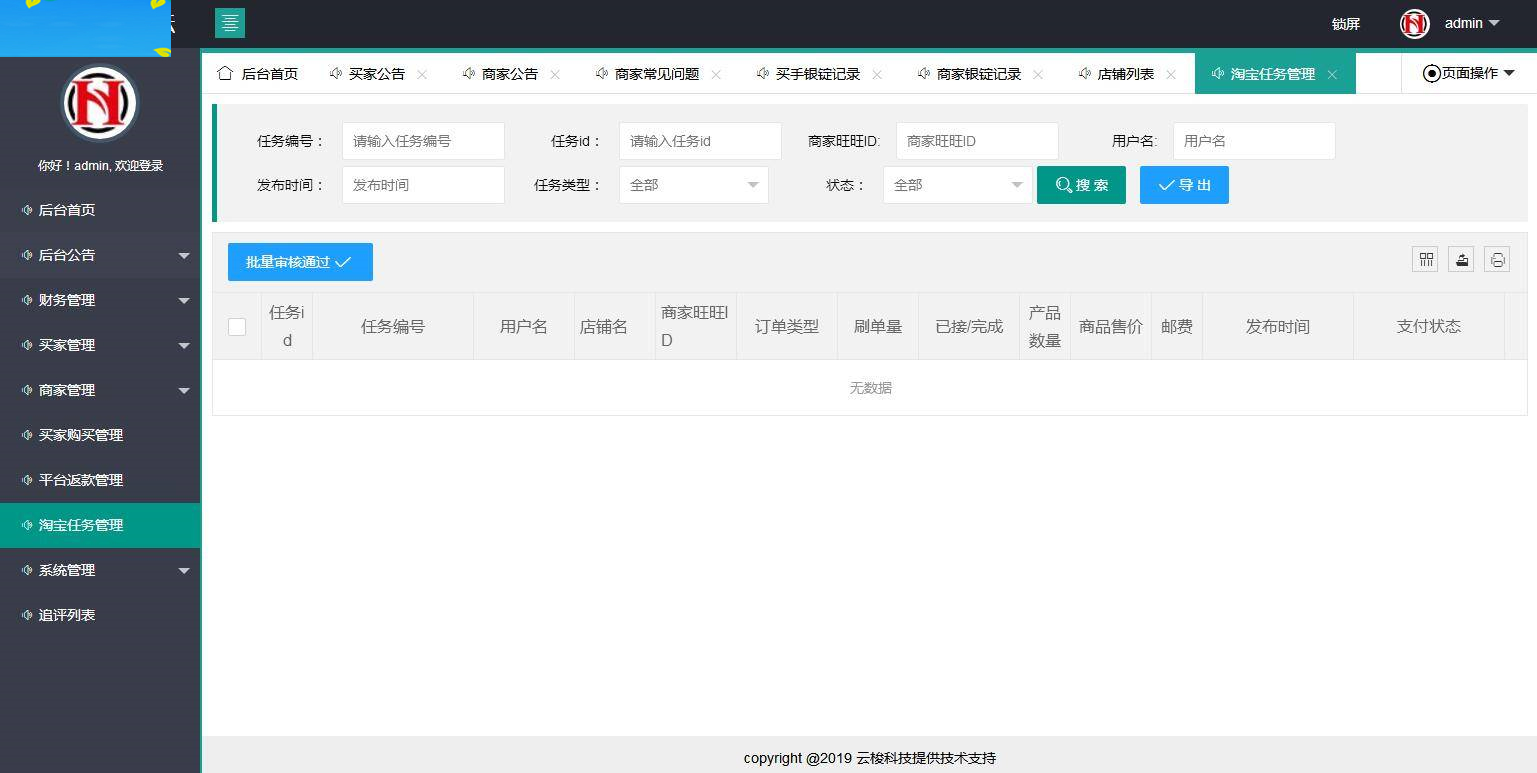 锁屏
admin
后台首页
买家公告
商家公告
商家常见问题
买手银锭记录
商家银锭记录
店铺列表
淘宝任务管理
页面操作
你好！admin, 欢迎登录
后台首页
后台公告
财务管理
买家管理
商家管理
买家购买管理
平台返款管理
淘宝任务管理
系统管理
追评列表
任务编号：
请输入任务编号
任务id：
请输入任务id
商家旺旺ID:
商家旺旺ID
用户名:
用户名
发布时间：
发布时间
任务类型：
全部
状态：
全部
搜 索
导 出
批量审核通过
任务i
d
任务编号
用户名
店铺名
商家旺旺I
D
订单类型
刷单量
已接/完成
产品
数量
商品售价
邮费
发布时间
支付状态
无数据
copyright @2019 云梭科技提供技术支持